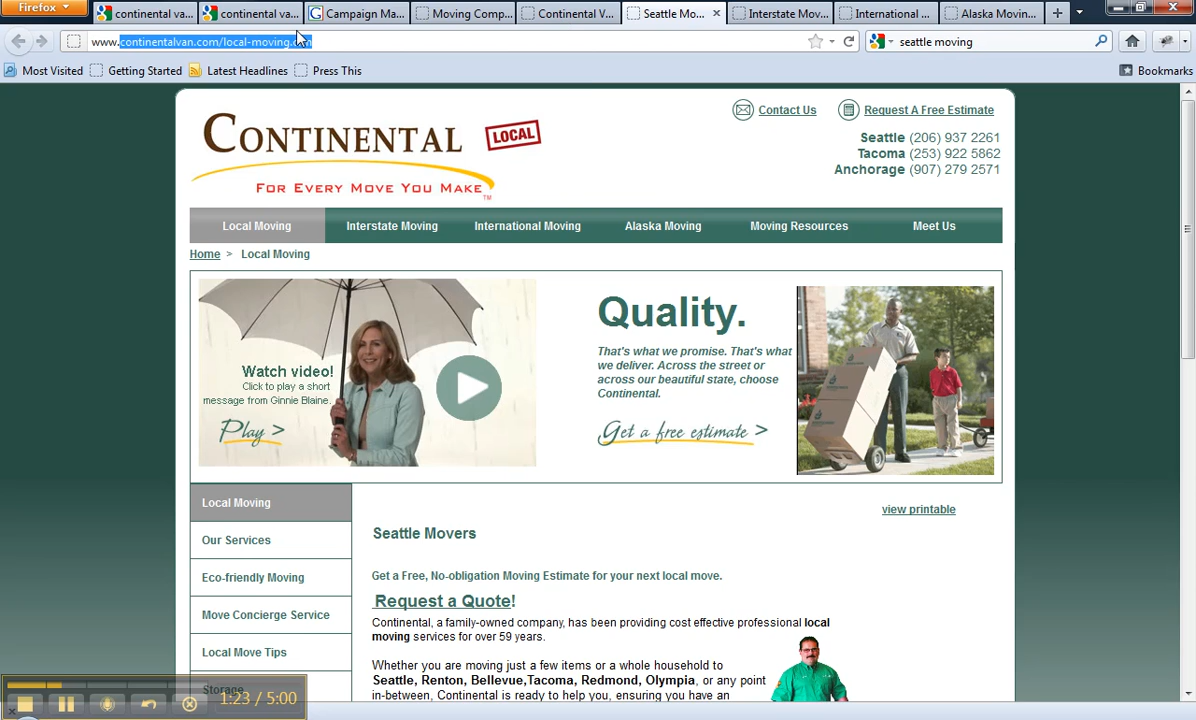 Firefox
continental va...
continental va...
Campaign Ma...
Moving Comp...
Continental V...
Seattle Mo...
Interstate Mov...
International ...
Alaska Movin...
www.continentalvan.com/local-moving.
seattle moving
Most Visited
Getting Started
Latest Headlines
Press This
Bookmarks
CONTINENTAL
LOCAL
FOR EVERY MOVE YOU MAKE
TM
Contact Us
Request A Free Estimate
Seattle (206) 937 2261
Tacoma (253) 922 5862
Anchorage (907) 279 2571
Local Moving
Interstate Moving
International Moving
Alaska Moving
Moving Resources
Meet Us
Home > Local Moving
Watch video!
Click to play a short
message from Ginnie Blaine.
Play >
Quality.
That's what we promise. That's what
we deliver. Across the street or
across our beautiful state, choose
Continental.
Get a free estimate >
Local Moving
Our Services
Eco-friendly Moving
Move Concierge Service
Local Move Tips
Storage
view printable
Seattle Movers
Get a Free, No-obligation Moving Estimate for your next local move.
Request a Quote!
Continental, a family-owned company, has been providing cost effective professional local
moving services for over 59 years.
Whether you are moving just a few items or a whole household to
Seattle, Renton, Bellevue,Tacoma, Redmond, Olympia, or any point
in-between, Continental is ready to help you, ensuring you have an
1:23 / 5:00